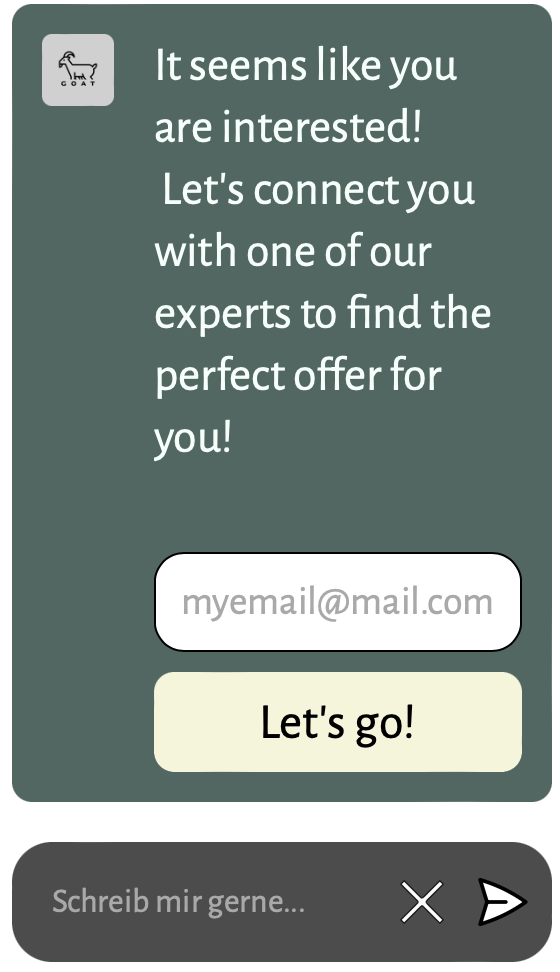 GOAT
It seems like you
are interested!
Let's connect you
with one of our
experts to find the
perfect offer for
you!
myemail@mail.com
Let's go!
Schreib mir gerne...